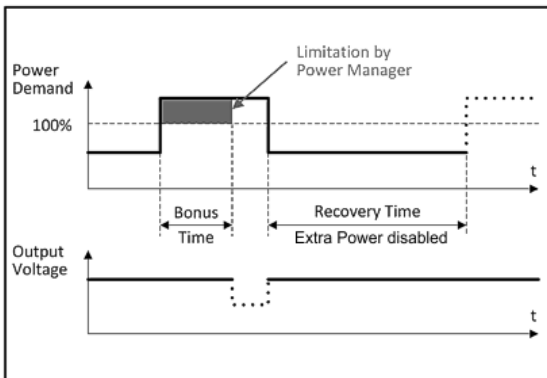 Limitation by
Power Manager
Power
Demand
100%
t
Bonus
Time
Recovery Time
Extra Power disabled
Output
Voltage
t